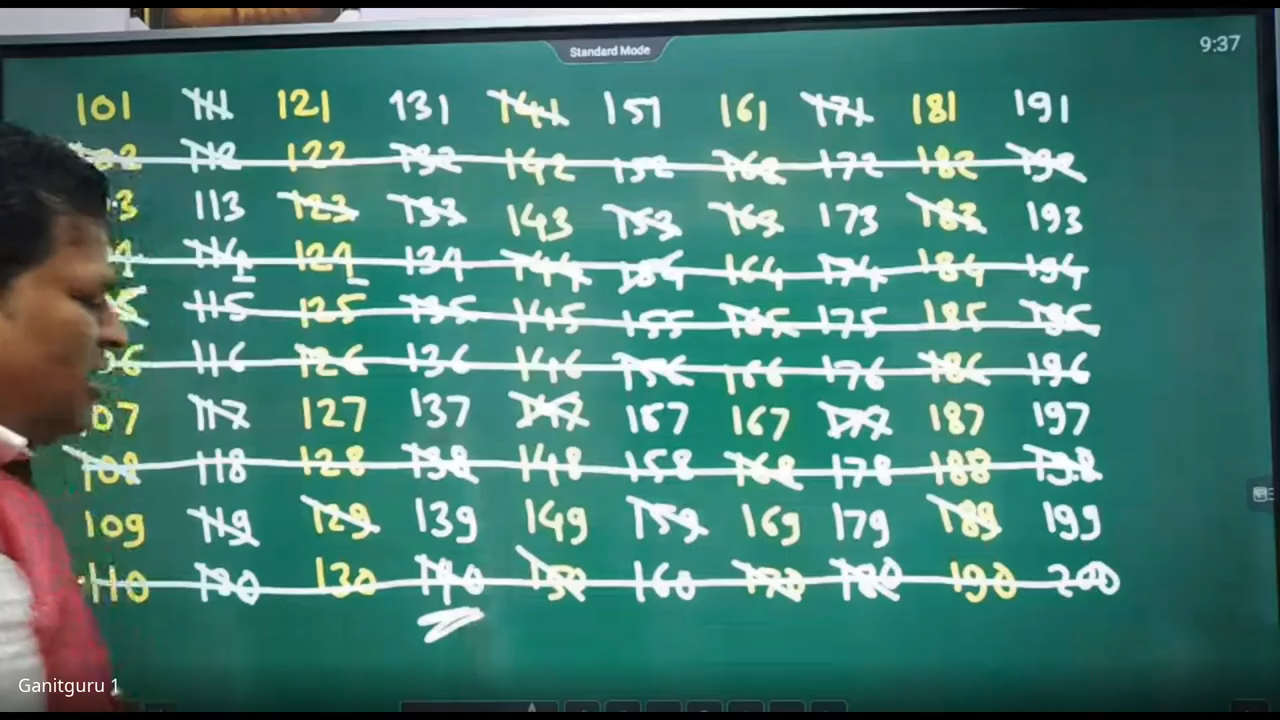 Standard Mode
9:37
101 111 121 131 141 151 161 171 181 191
112 122 132 142 152 162 172 182 192
113 123 133 143 153 163 173 183 193
114 124 134 144 154 164 174 184 194
115 125 135 145 155 165 175 185 195
116 126 136 146 156 166 176 186 196
107 117 127 137 147 157 167 177 187 197
108 118 128 138 148 158 168 178 188 198
109 119 129 139 149 159 169 179 189 199
110 120 130 140 150 160 170 180 190 200
Ganitguru 1